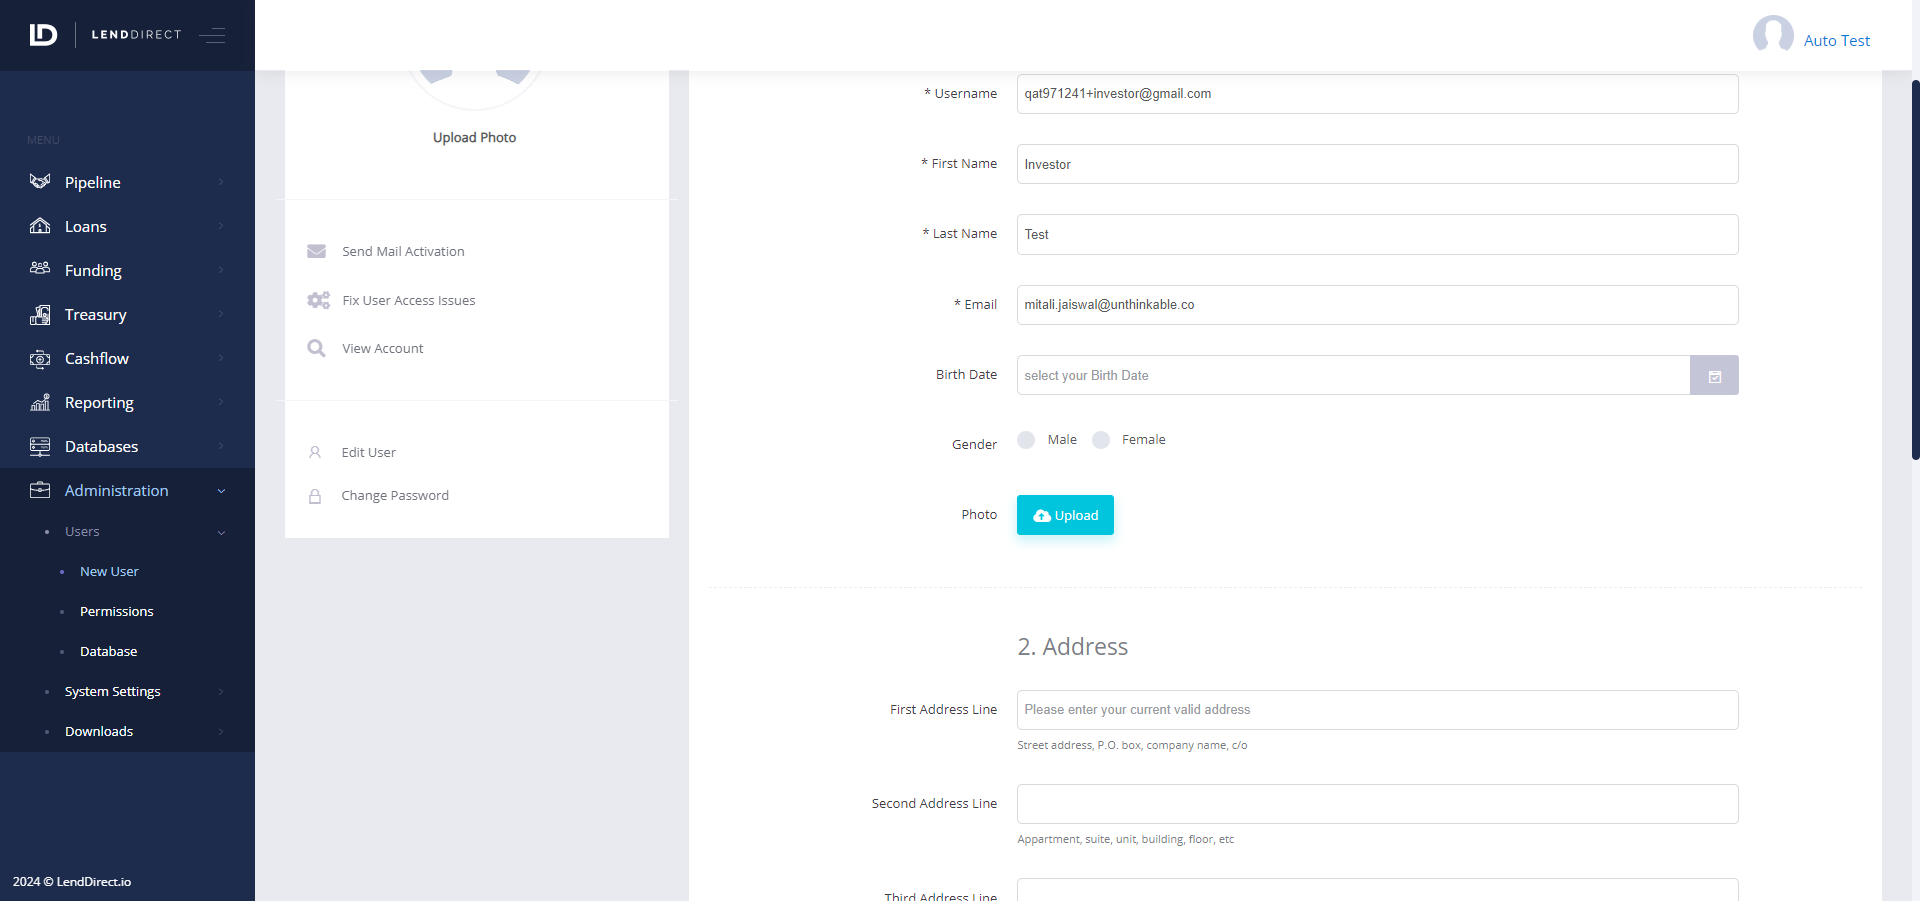 LD LENDDIRECT
Auto Test
MENU
Pipeline
Loans
Funding
Treasury
Cashflow
Reporting
Databases
Administration
Users
New User
Permissions
Database
System Settings
Downloads
2024 © LendDirect.io
Upload Photo
Send Mail Activation
Fix User Access Issues
View Account
Edit User
Change Password
* Username qat971241+investor@gmail.com
* First Name Investor
* Last Name Test
* Email mitali.jaiswal@unthinkable.co
Birth Date select your Birth Date
Gender Male Female
Photo Upload
2. Address
First Address Line Please enter your current valid address
Street address, P.O. box, company name, c/o
Second Address Line
Appartment, suite, unit, building, floor, etc
Third Address Line